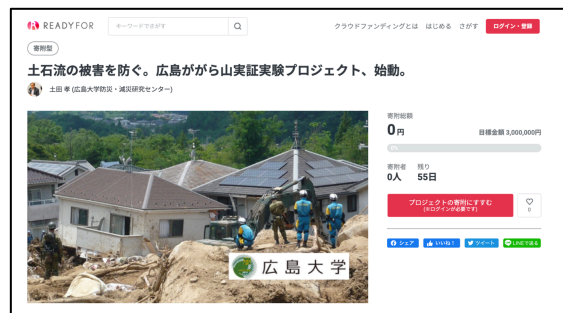 READYFOR
キーワードでさがす
クラウドファンディングとは はじめる さがす ログイン・登録
寄附型
土石流の被害を防ぐ。広島がら山実証実験プロジェクト、始動。
土田 孝 (広島大学防災・減災研究センター)
寄附総額
0円
目標金額 3,000,000円
0%
寄附者 残り
0人 55日
プロジェクトの寄附にすすむ
(※ログインが必要です)
0
シェア いいね! ツイート LINEで送る
広島大学